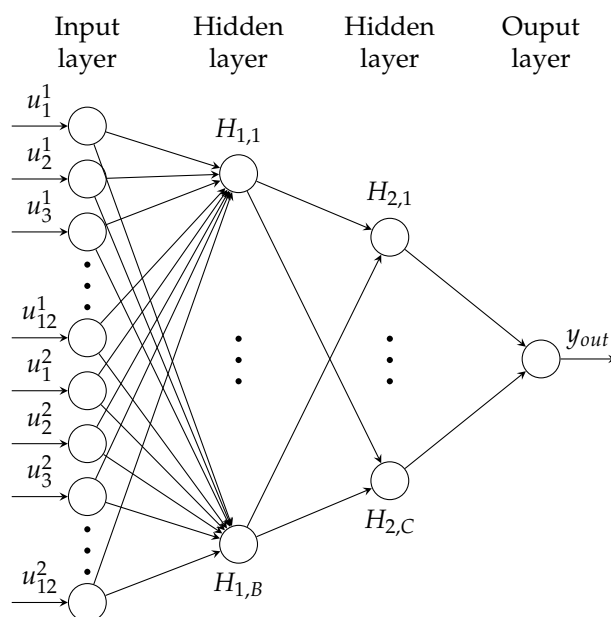 Input Hidden Hidden Ouput
layer layer layer layer
u_1^1
H_{1,1}
u_2^1
H_{2,1}
u_3^1
u_{12}^1
y_{out}
u_1^2
u_2^2
u_3^2
H_{2,C}
u_{12}^2
H_{1,B}